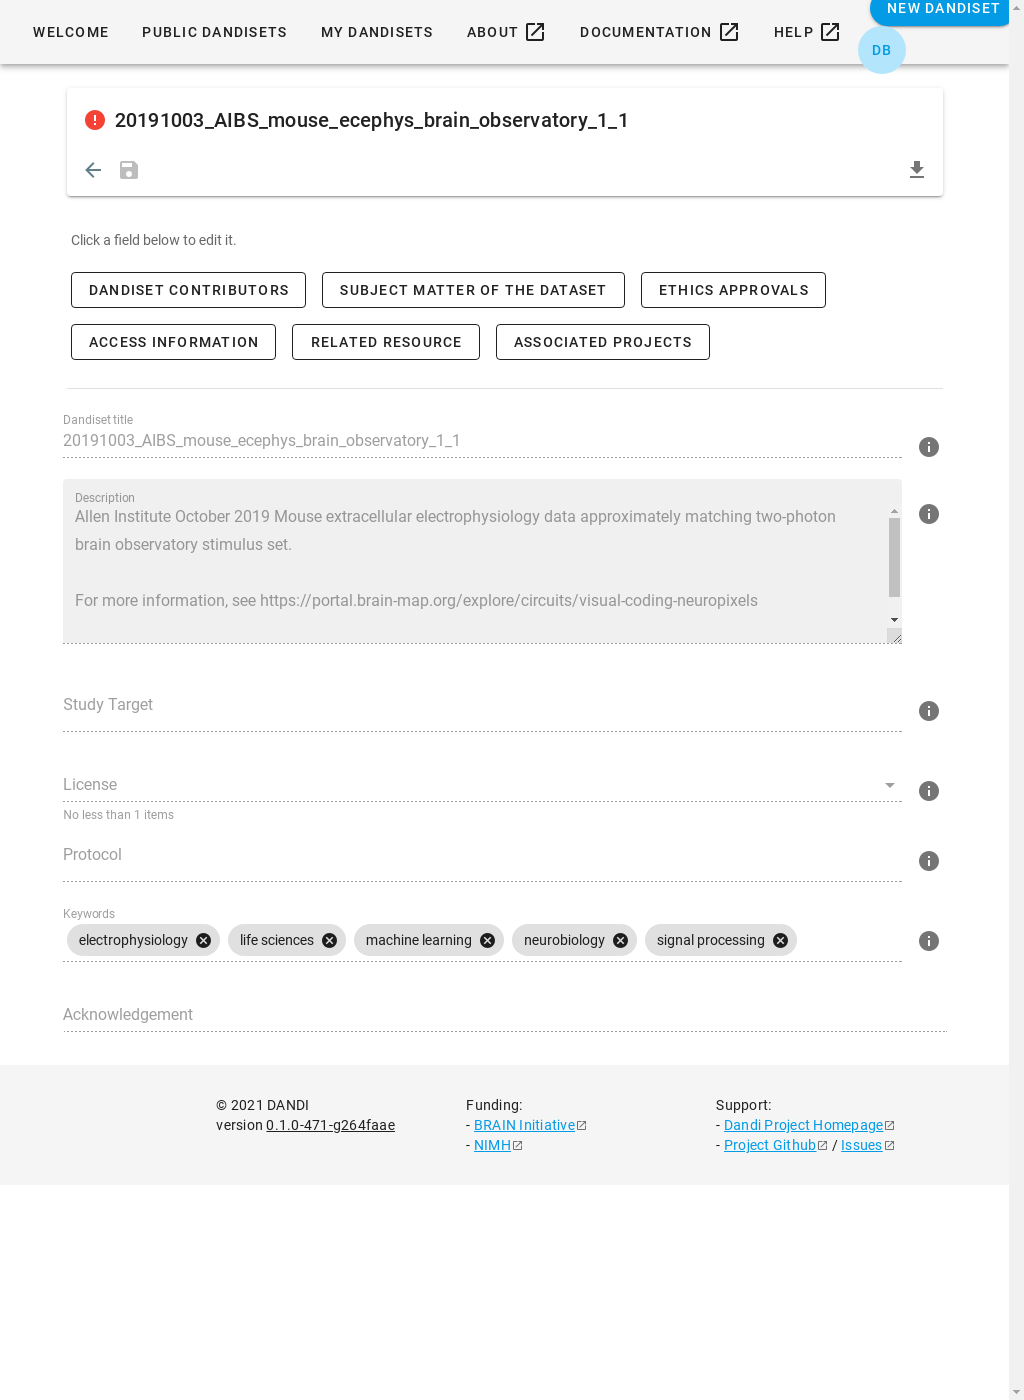 WELCOME PUBLIC DANDISETS MY DANDISETS ABOUT DOCUMENTATION HELP NEW DANDISET
DB
20191003_AIBS_mouse_ecephys_brain_observatory_1_1
Click a field below to edit it.
DANDISET CONTRIBUTORS SUBJECT MATTER OF THE DATASET ETHICS APPROVALS
ACCESS INFORMATION RELATED RESOURCE ASSOCIATED PROJECTS
Dandiset title
20191003_AIBS_mouse_ecephys_brain_observatory_1_1
Description
Allen Institute October 2019 Mouse extracellular electrophysiology data approximately matching two-photon
brain observatory stimulus set.
For more information, see https://portal.brain-map.org/explore/circuits/visual-coding-neuropixels
Study Target
License
No less than 1 items
Protocol
Keywords
electrophysiology life sciences machine learning neurobiology signal processing
Acknowledgement
© 2021 DANDI
version 0.1.0-471-g264faae
Funding:
- BRAIN Initiative
- NIMH
Support:
- Dandi Project Homepage
- Project Github / Issues